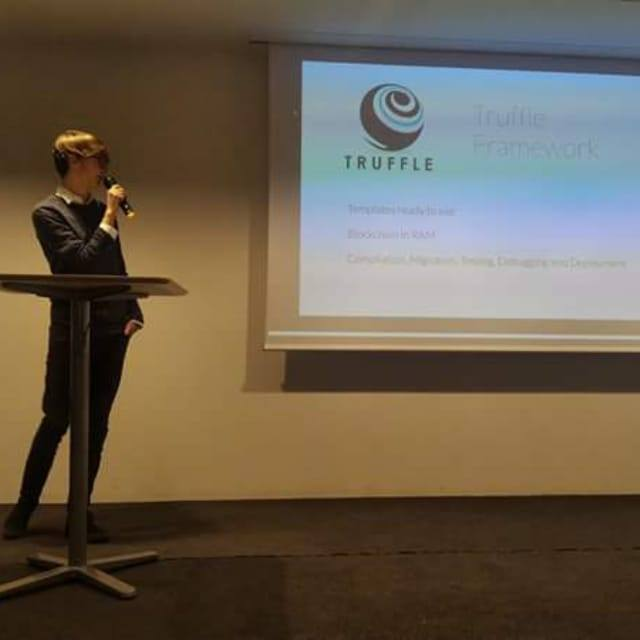 TRUFFLE
Truffle
Framework
Templates ready to use
Blockchain in RAM
Compilation, Migration, Testing, Debugging and Deployment